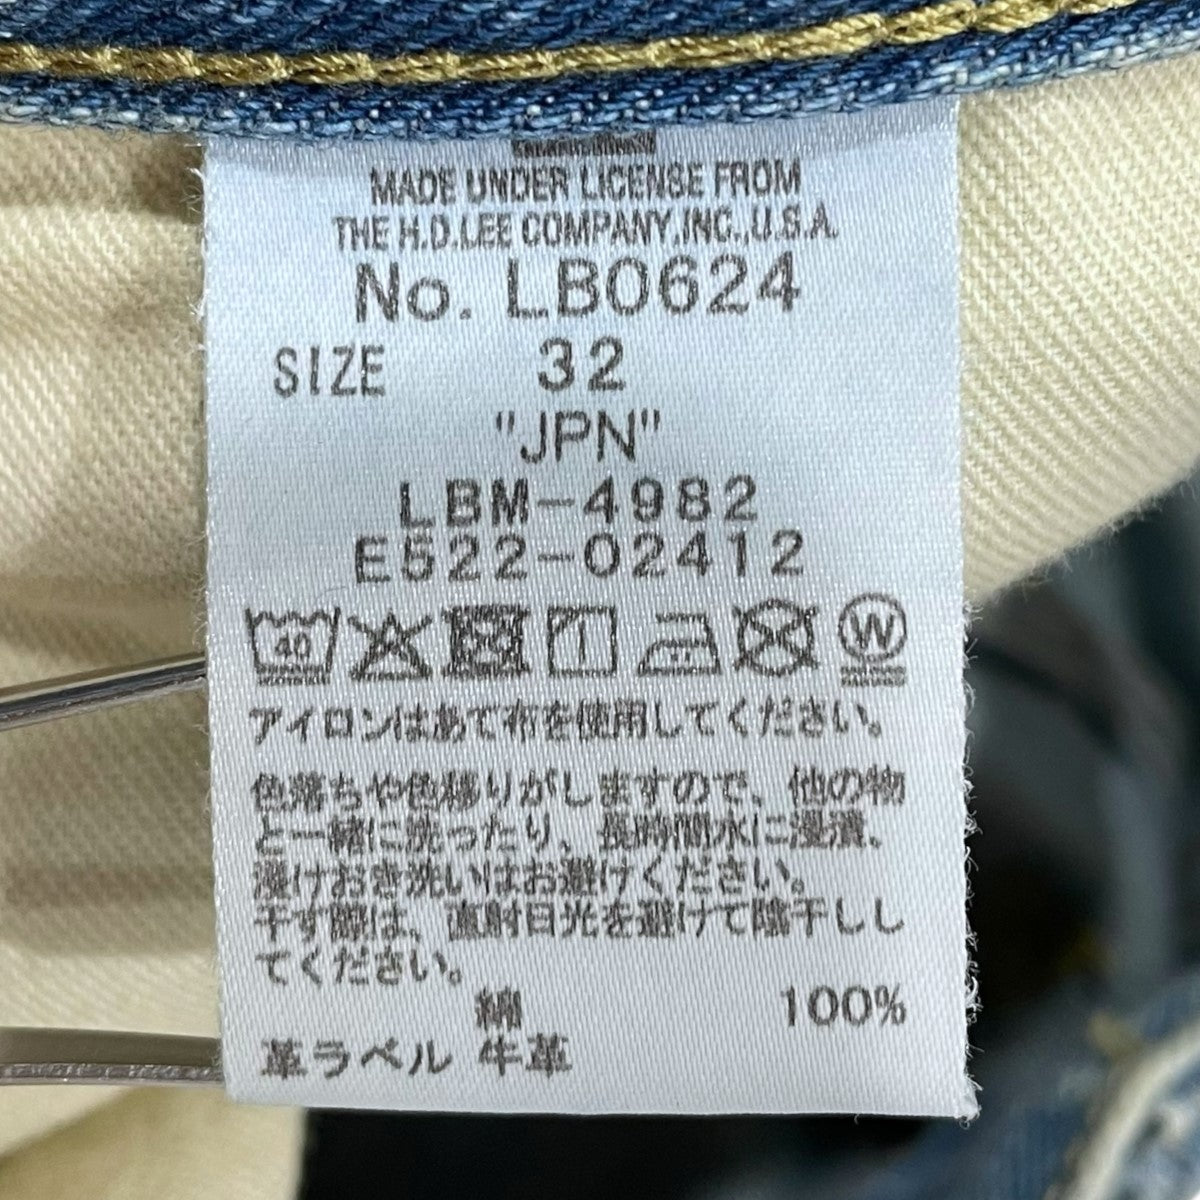 MADE UNDER LICENSE FROM
THE H.D.LEE COMPANY,INC.,U.S.A.
No. LB0624
SIZE 32
"JPN"
LBM-4982
E522-02412
40
W
アイロンはあて布を使用してください。
色落ちや色移りがしますので、他の物
と一緒に洗ったり、長時間水に浸漬、
浸けおき洗いはお避けください。
干す際は、直射日光を避けて陰干しし
てください。
綿 100%
革ラベル 牛革